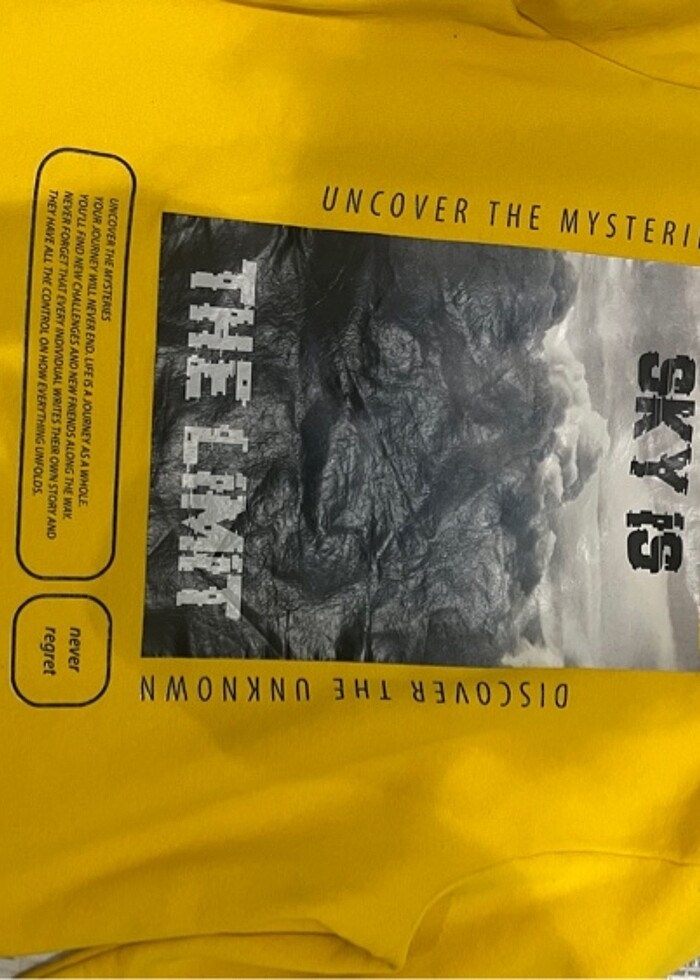 UNCOVER THE MYSTERI
SKY IS
THE LIMIT
DISCOVER THE UNKNOWN
UNCOVER THE MYSTERIES
YOUR JOURNEY WILL NEVER END. LIFE IS A JOURNEY AS A WHOLE.
YOU'LL FIND NEW CHALLENGES AND NEW FRIENDS ALONG THE WAY.
NEVER FORGET THAT EVERY INDIVIDUAL WRITES THEIR OWN STORY AND
THEY HAVE ALL THE CONTROL ON HOW EVERYTHING UNFOLDS.
never
regret